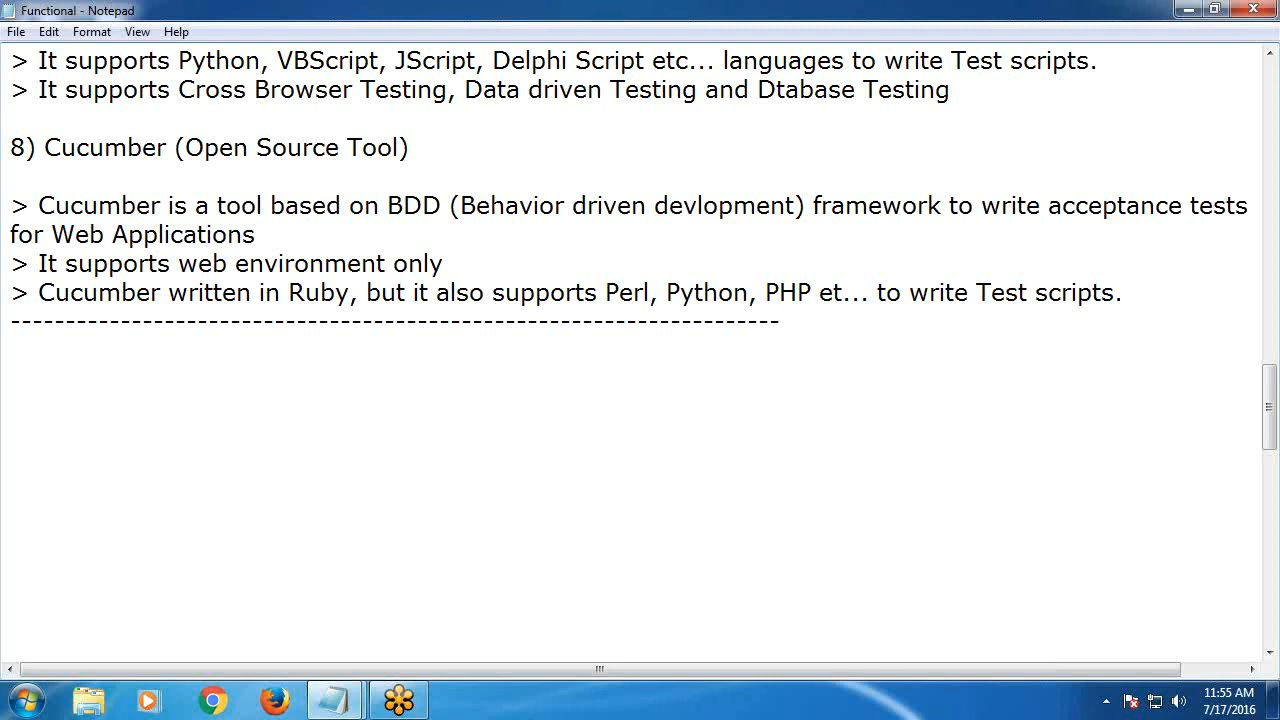 Functional - Notepad
File Edit Format View Help
> It supports Python, VBScript, JScript, Delphi Script etc... languages to write Test scripts.
> It supports Cross Browser Testing, Data driven Testing and Dtabase Testing
8) Cucumber (Open Source Tool)
> Cucumber is a tool based on BDD (Behavior driven devlopment) framework to write acceptance tests
for Web Applications
> It supports web environment only
> Cucumber written in Ruby, but it also supports Perl, Python, PHP et... to write Test scripts.
----------------------------------------------------------------------
11:55 AM
7/17/2016